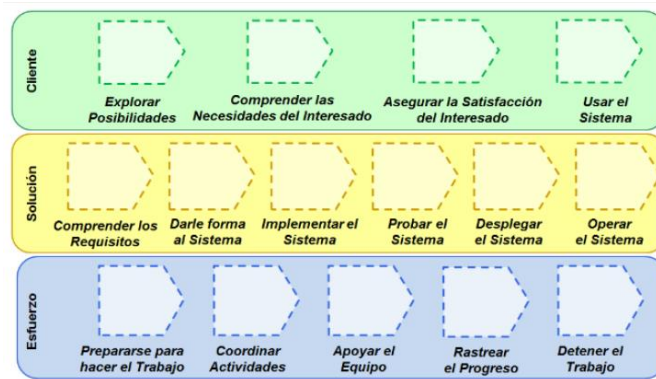 Cliente
Explorar
Posibilidades
Comprender las
Necesidades del Interesado
Asegurar la Satisfacción
del Interesado
Usar el
Sistema
Solución
Comprender los
Requisitos
Darle forma
al Sistema
Implementar el
Sistema
Probar el
Sistema
Desplegar
el Sistema
Operar
el Sistema
Esfuerzo
Prepararse para
hacer el Trabajo
Coordinar
Actividades
Apoyar el
Equipo
Rastrear
el Progreso
Detener el
Trabajo